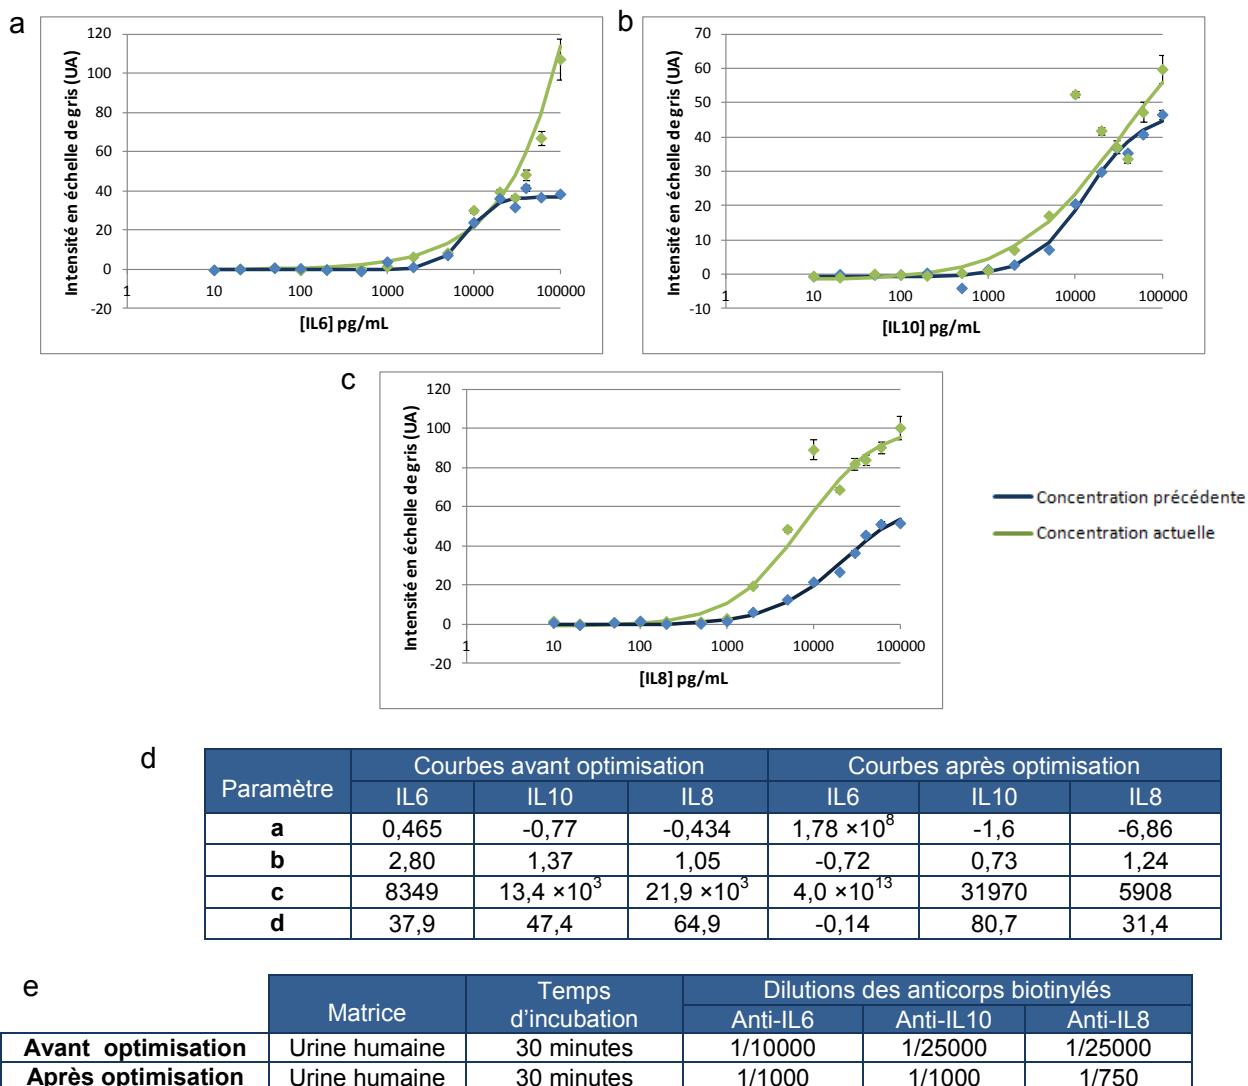 a
120
100
80
60
40
20
0
-20
1
10
100
1000
10000
100000
Intensité en échelle de gris (UA)
[IL6] pg/mL
b
70
60
50
40
30
20
10
0
-10
1
10
100
1000
10000
100000
Intensité en échelle de gris (UA)
[IL10] pg/mL
c
120
100
80
60
40
20
0
-20
1
10
100
1000
10000
100000
Intensité en échelle de gris (UA)
[IL8] pg/mL
Concentration précédente
Concentration actuelle
d
Paramètre Courbes avant optimisation Courbes après optimisation
IL6 IL10 IL8 IL6 IL10 IL8
a 0,465 -0,77 -0,434 1,78 ×10⁸ -1,6 -6,86
b 2,80 1,37 1,05 -0,72 0,73 1,24
c 8349 13,4 ×10³ 21,9 ×10³ 4,0 ×10¹³ 31970 5908
d 37,9 47,4 64,9 -0,14 80,7 31,4
e
Matrice Temps d'incubation Dilutions des anticorps biotinylés
Anti-IL6 Anti-IL10 Anti-IL8
Avant optimisation Urine humaine 30 minutes 1/10000 1/25000 1/25000
Après optimisation Urine humaine 30 minutes 1/1000 1/1000 1/750